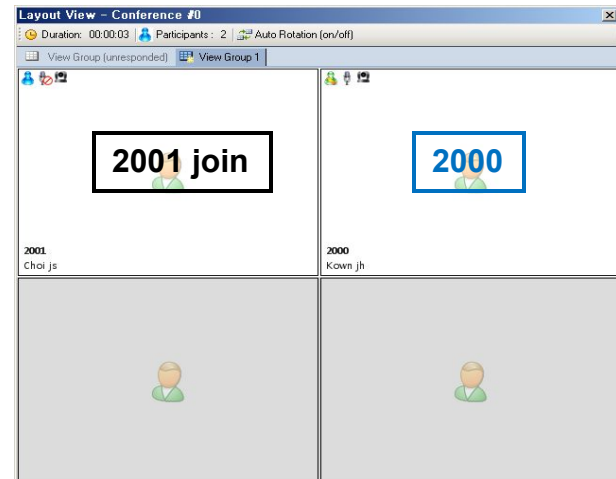 Layout View - Conference #0
Duration: 00:00:03 Participants : 2 Auto Rotation (on/off)
View Group (unresponded) View Group 1
2001 join
2000
2001
Choi js
2000
Kown jh